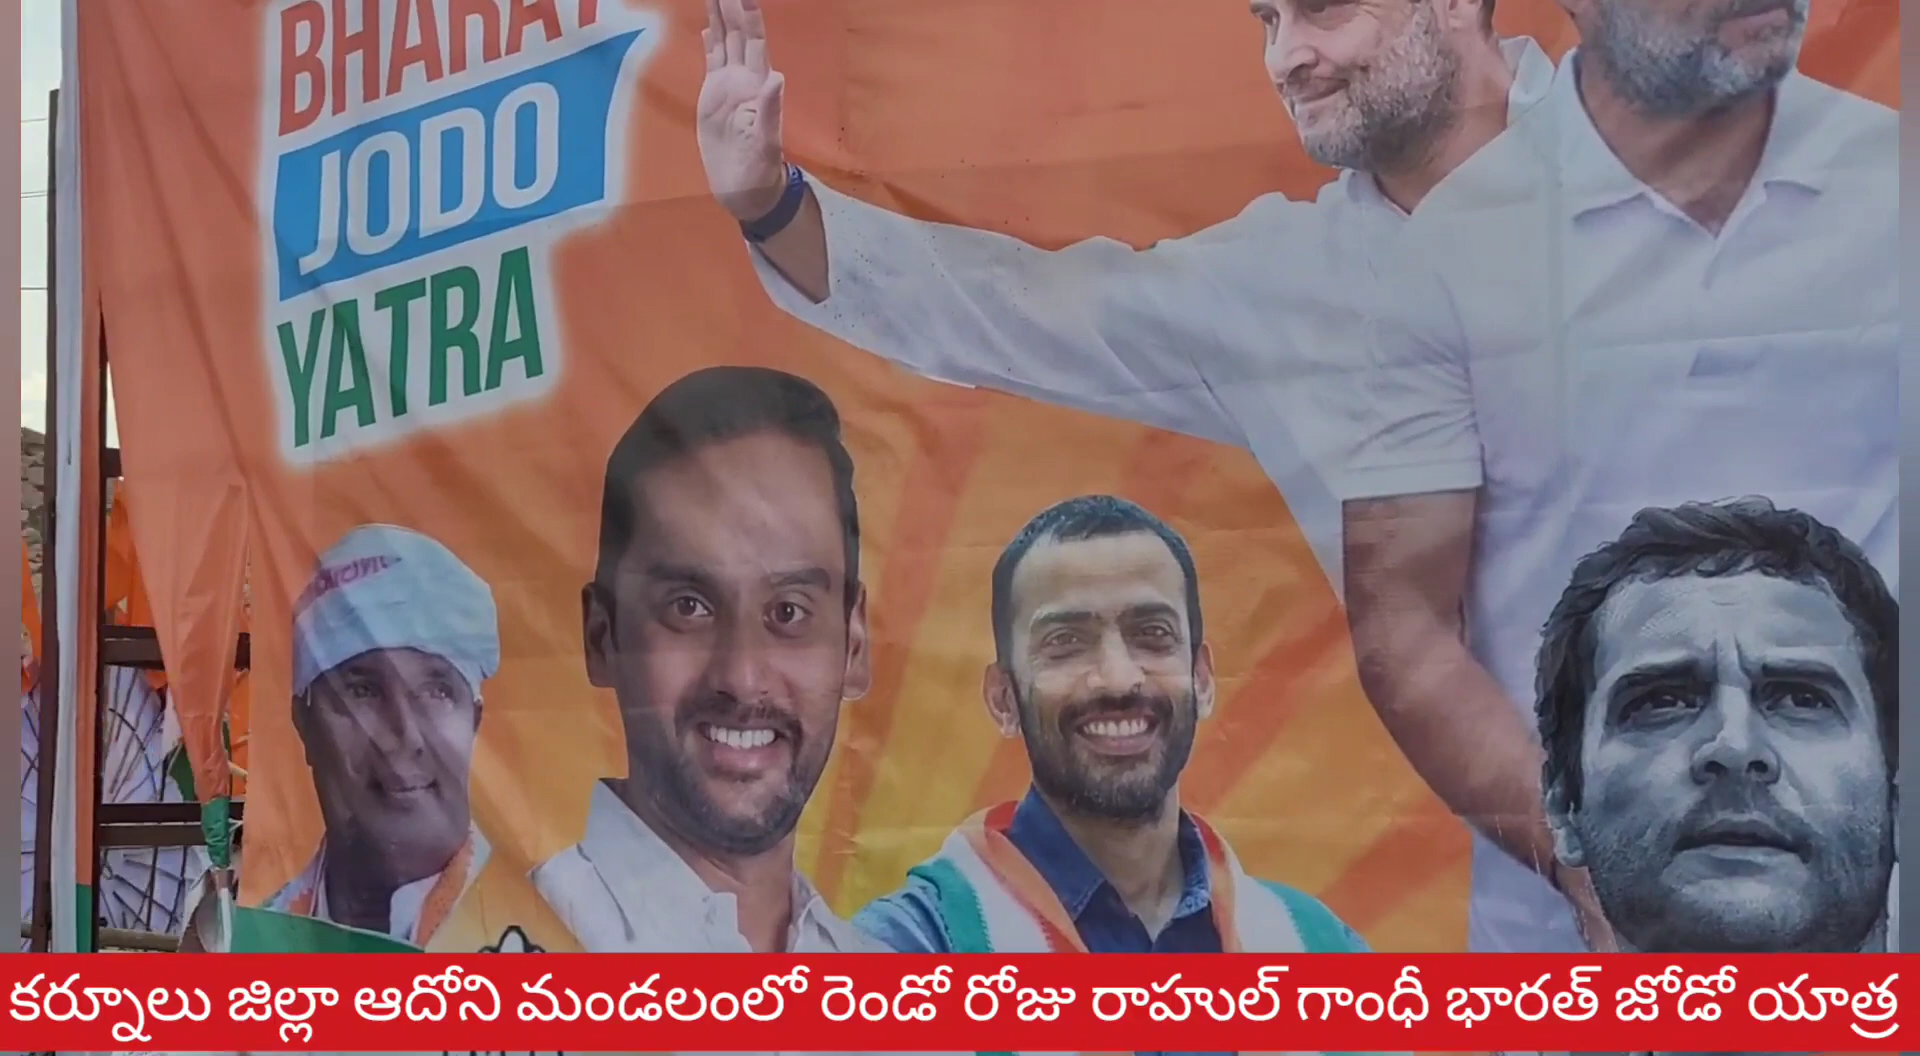 BHARAT
JODO
YATRA
కర్నూలు జిల్లా ఆదోని మండలంలో రెండో రోజు రాహుల్ గాంధీ భారత్ జోడో యాత్ర